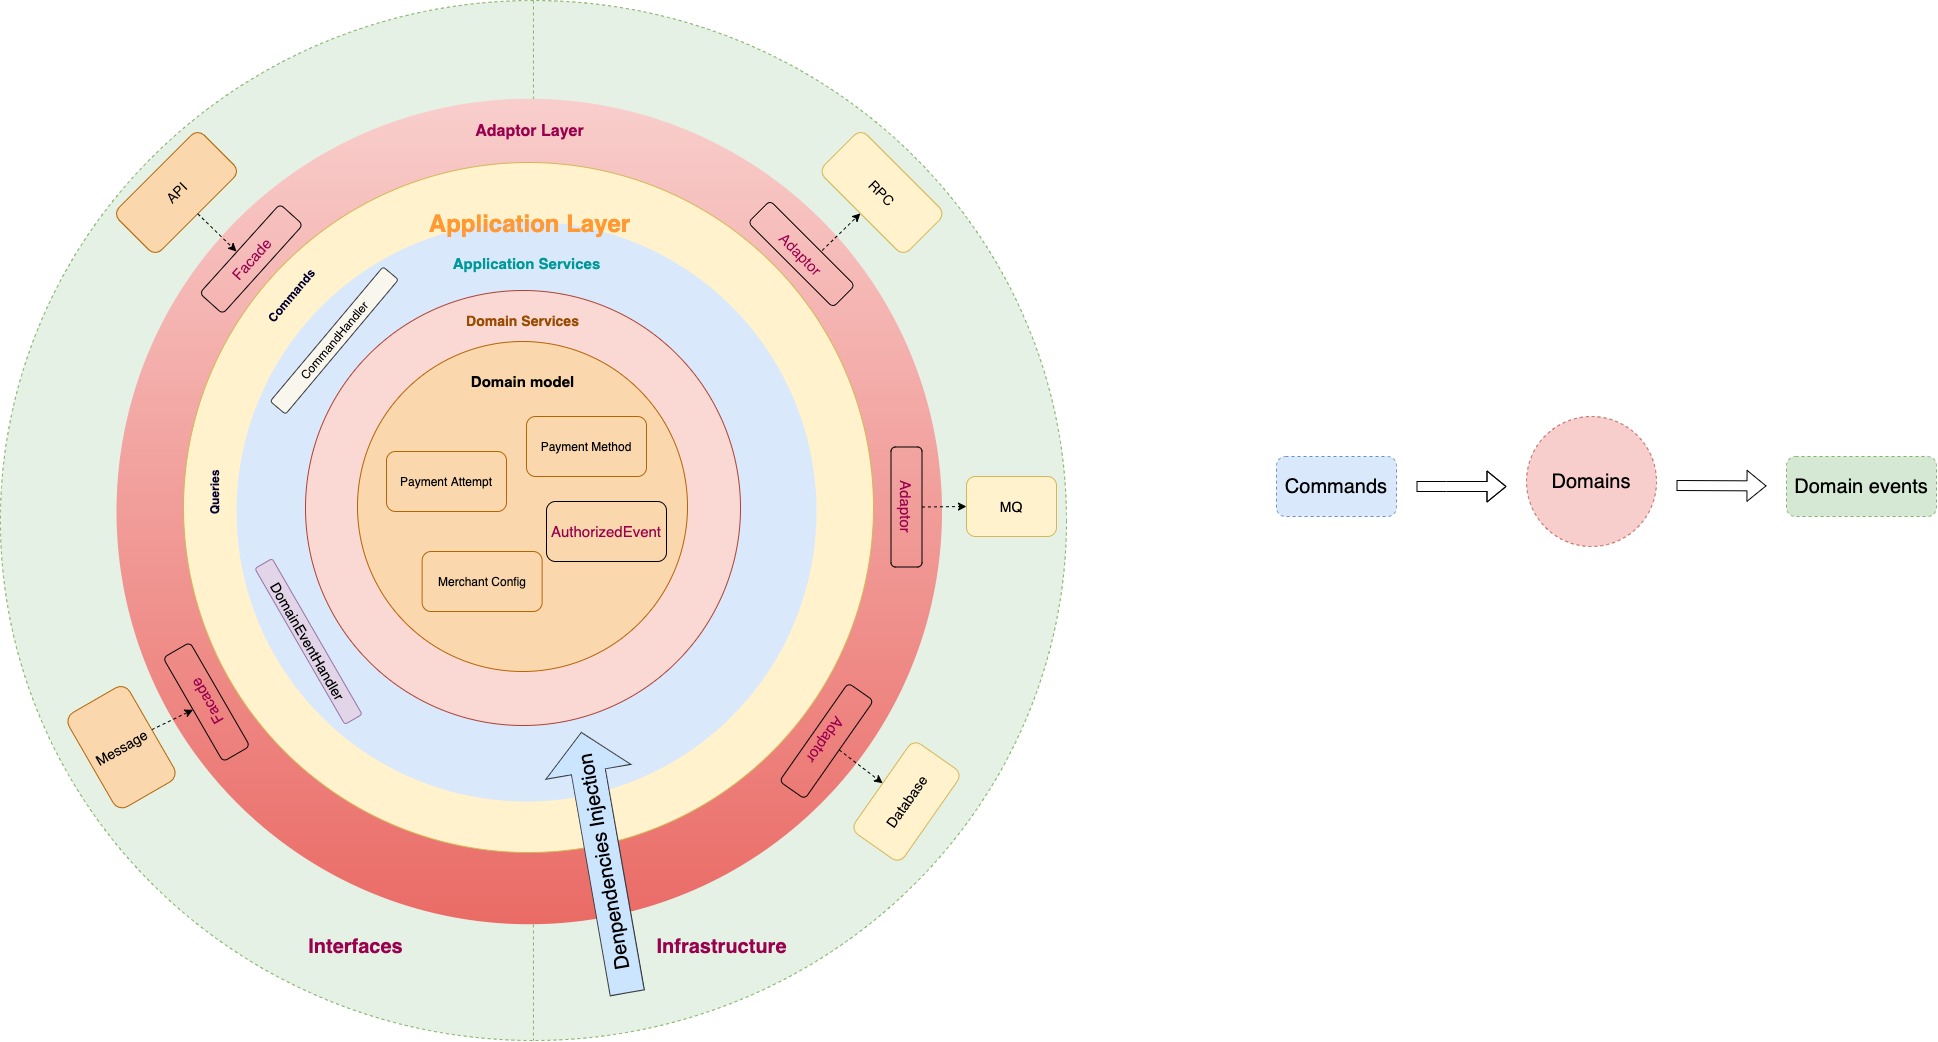 Adaptor Layer
Application Layer
Application Services
Domain Services
Domain model
Payment Method
Payment Attempt
AuthorizedEvent
Merchant Config
API
Facade
Commands
CommandHandler
Queries
DomainEventHandler
Facade
Message
RPC
Adaptor
Adaptor
MQ
Adaptor
Database
Denpendencies Injection
Interfaces
Infrastructure
Commands
Domains
Domain events